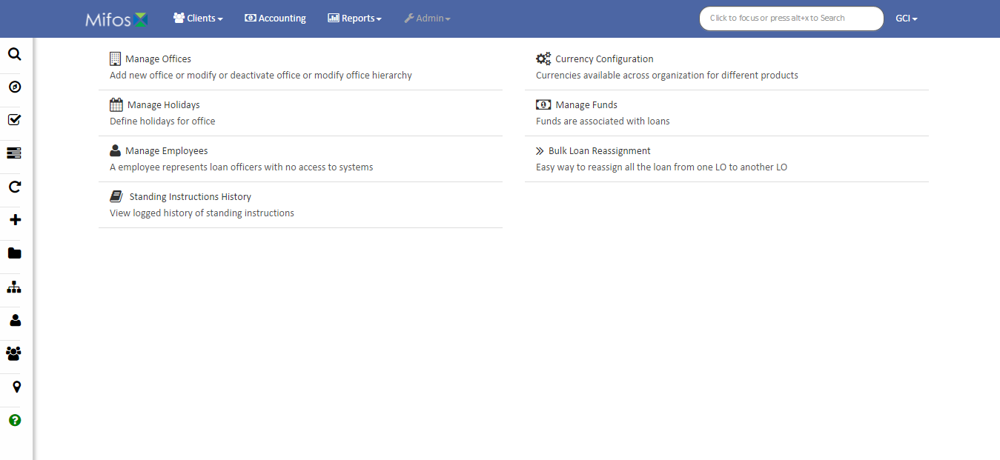 Mifos X Clients Accounting Reports Admin Click to focus or press alt+x to Search GCI
Manage Offices
Add new office or modify or deactivate office or modify office hierarchy
Manage Holidays
Define holidays for office
Manage Employees
A employee represents loan officers with no access to systems
Standing Instructions History
View logged history of standing instructions
Currency Configuration
Currencies available across organization for different products
Manage Funds
Funds are associated with loans
Bulk Loan Reassignment
Easy way to reassign all the loan from one LO to another LO